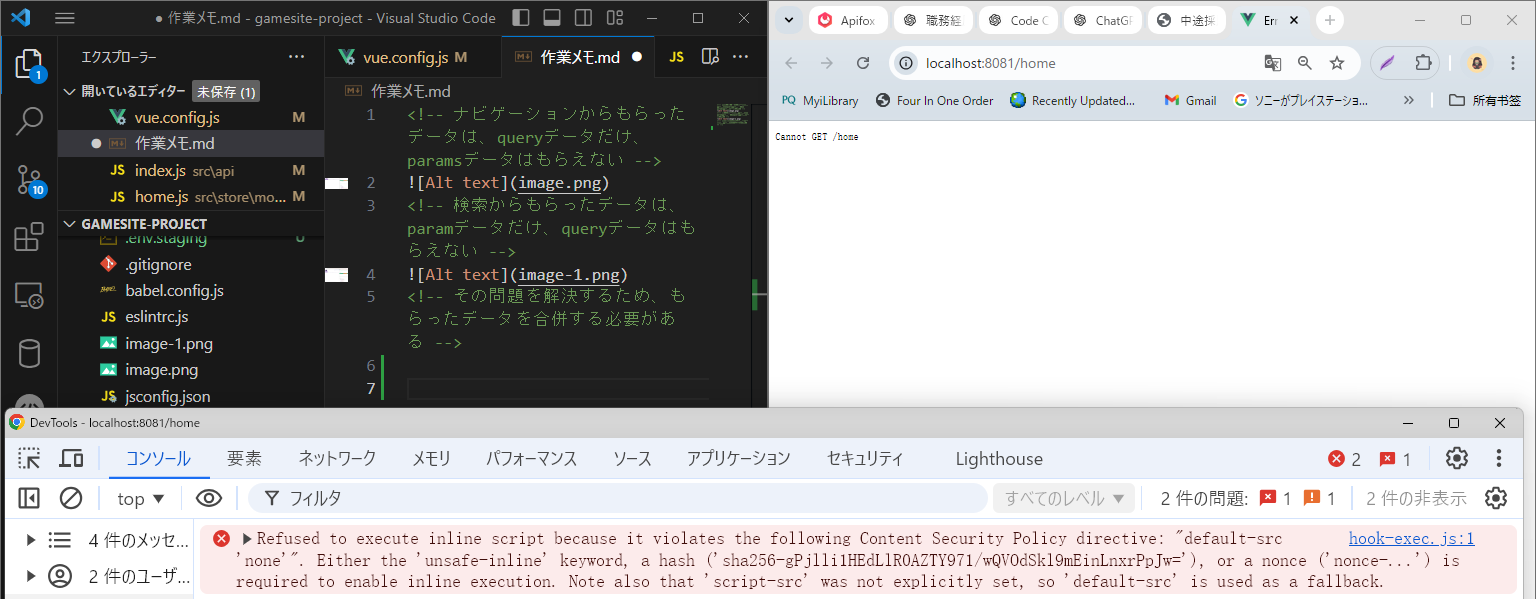 ● 作業メモ.md - gamesite-project - Visual Studio Code
エクスプローラー
開いているエディター 未保存 (1)
vue.config.js M
● 作業メモ.md
JS index.js src\api M
JS home.js src\store\mo... M
GAMESITE-PROJECT
.env.staging U
.gitignore
babel.config.js
JS eslintrc.js
image-1.png
image.png
JS jsconfig.json
1
10
vue.config.js M
作業メモ.md ●
JS
作業メモ.md
1 <!-- ナビゲーションからもらった
データは、queryデータだけ、
paramsデータはもらえない -->
2 ![Alt text](image.png)
3 <!-- 検索からもらったデータは、
paramデータだけ、queryデータはも
らえない -->
4 ![Alt text](image-1.png)
5 <!-- その問題を解決するため、も
らったデータを合併する必要があ
る -->
6
7
Apifox
職務経
Code C
ChatGP
中途採
Err
localhost:8081/home
PQ MyiLibrary
Four In One Order
Recently Updated...
Gmail
ソニーがプレイステーショ...
»
所有书签
Cannot GET /home
DevTools - localhost:8081/home
コンソール 要素 ネットワーク メモリ パフォーマンス ソース アプリケーション セキュリティ Lighthouse 2 1
top ▼ フィルタ すべてのレベル ▼ 2 件の問題: 1 1 2 件の非表示
4 件のメッセ...
2 件のユーザ...
Refused to execute inline script because it violates the following Content Security Policy directive: "default-src hook-exec.js:1
'none'". Either the 'unsafe-inline' keyword, a hash ('sha256-gPjlli1HEdLlR0AZTY971/wQVOdSkl9mEinLnxrPpJw='), or a nonce ('nonce-...') is
required to enable inline execution. Note also that 'script-src' was not explicitly set, so 'default-src' is used as a fallback.